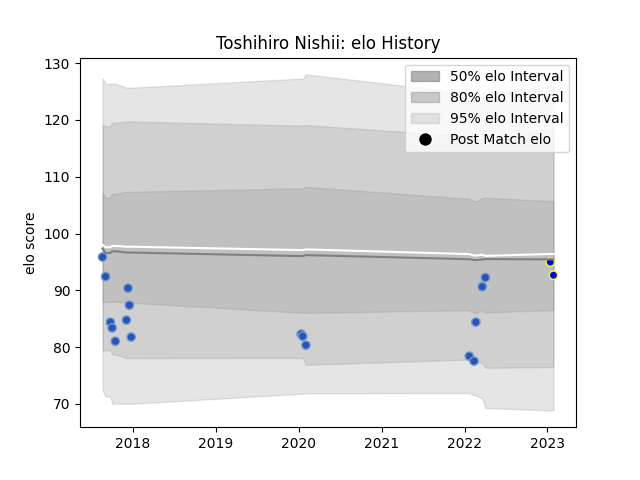 Toshihiro Nishii: elo History
130
120
110
100
90
80
70
elo score
50% elo Interval
80% elo Interval
95% elo Interval
Post Match elo
2018
2019
2020
2021
2022
2023